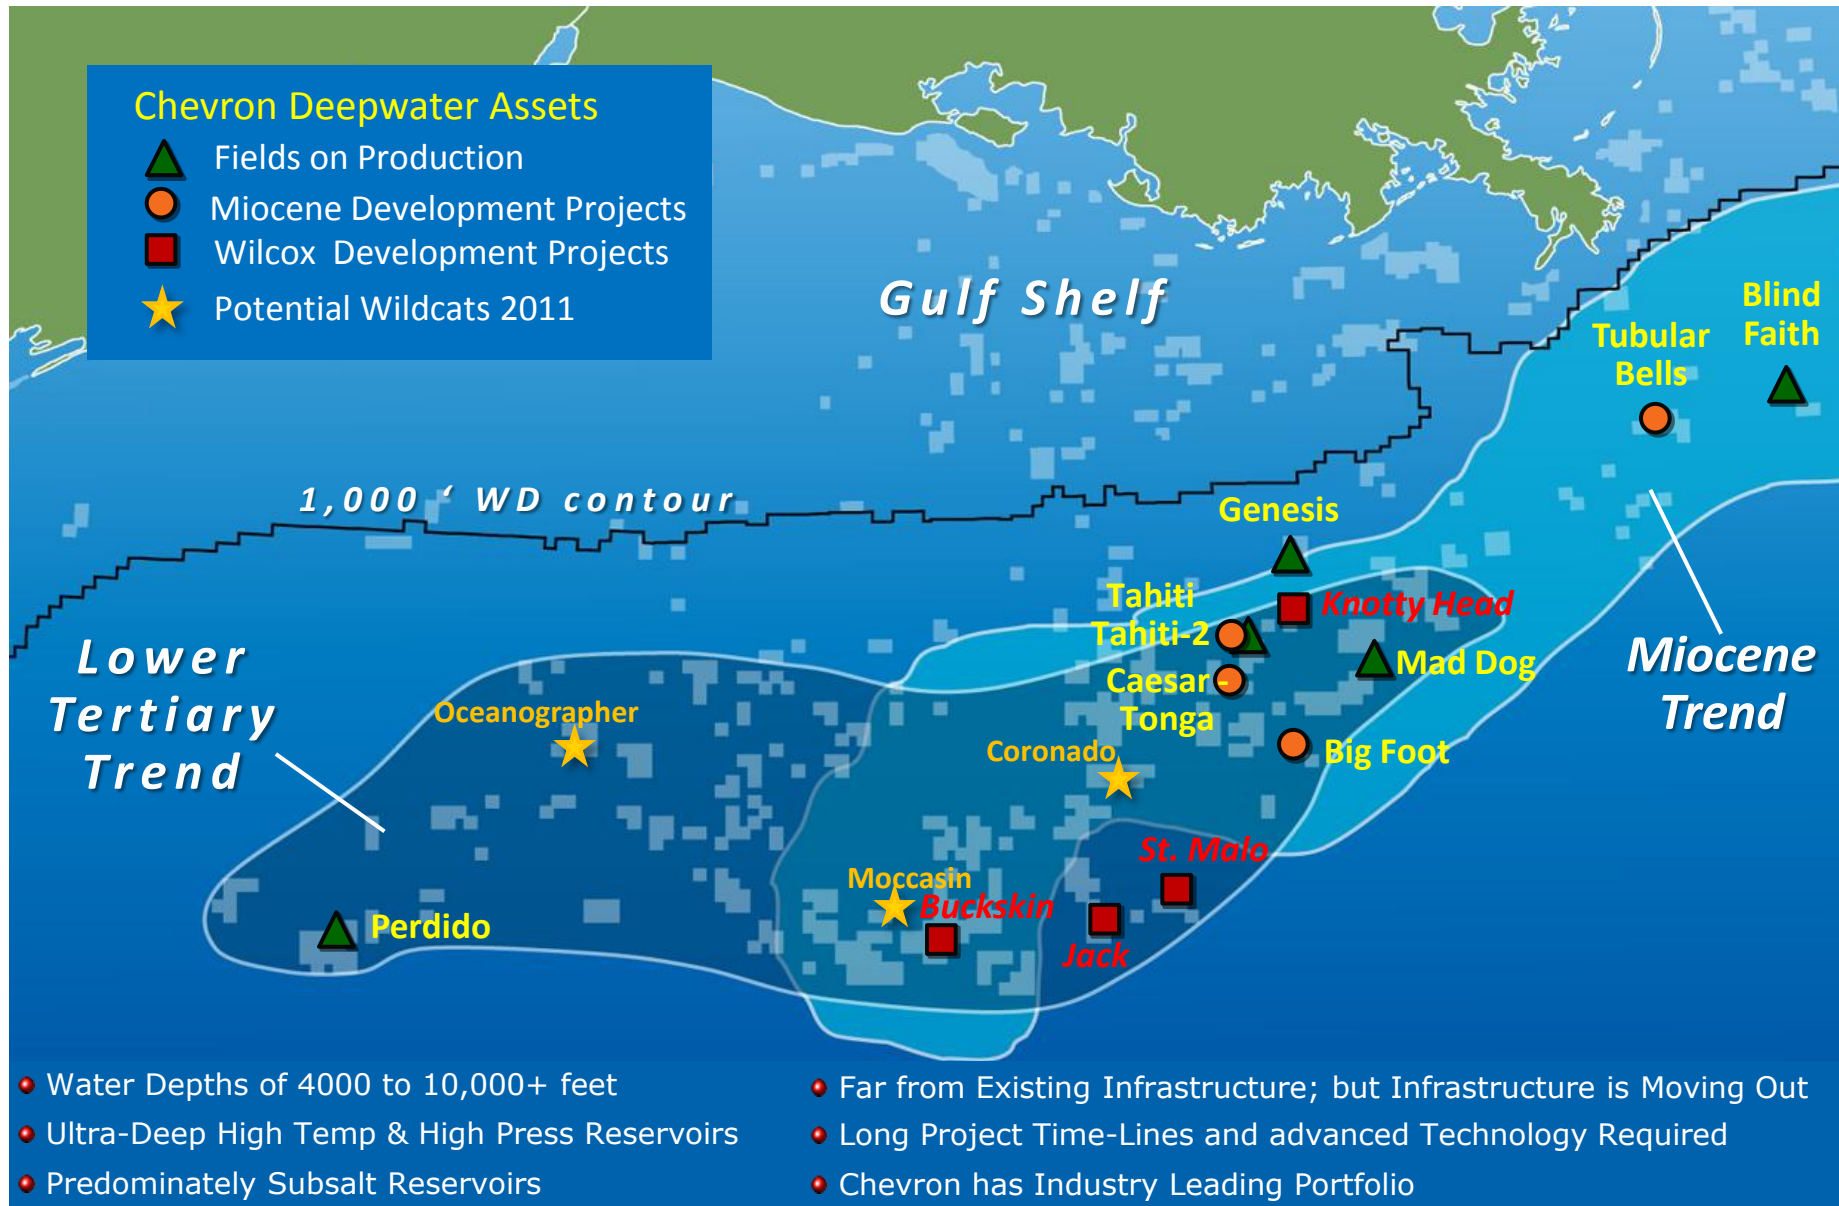 Chevron Deepwater Assets
Fields on Production
Miocene Development Projects
Wilcox Development Projects
Potential Wildcats 2011
Gulf Shelf
Blind
Faith
Tubular
Bells
1,000 ‘ WD contour
Genesis
Tahiti
Tahiti-2
Knotty Head
Lower
Tertiary
Trend
Miocene
Trend
Mad Dog
Caesar -
Tonga
Oceanographer
Coronado
Big Foot
St. Malo
Moccasin
Buckskin
Perdido
Jack
Water Depths of 4000 to 10,000+ feet
Ultra-Deep High Temp & High Press Reservoirs
Predominately Subsalt Reservoirs
Far from Existing Infrastructure; but Infrastructure is Moving Out
Long Project Time-Lines and advanced Technology Required
Chevron has Industry Leading Portfolio